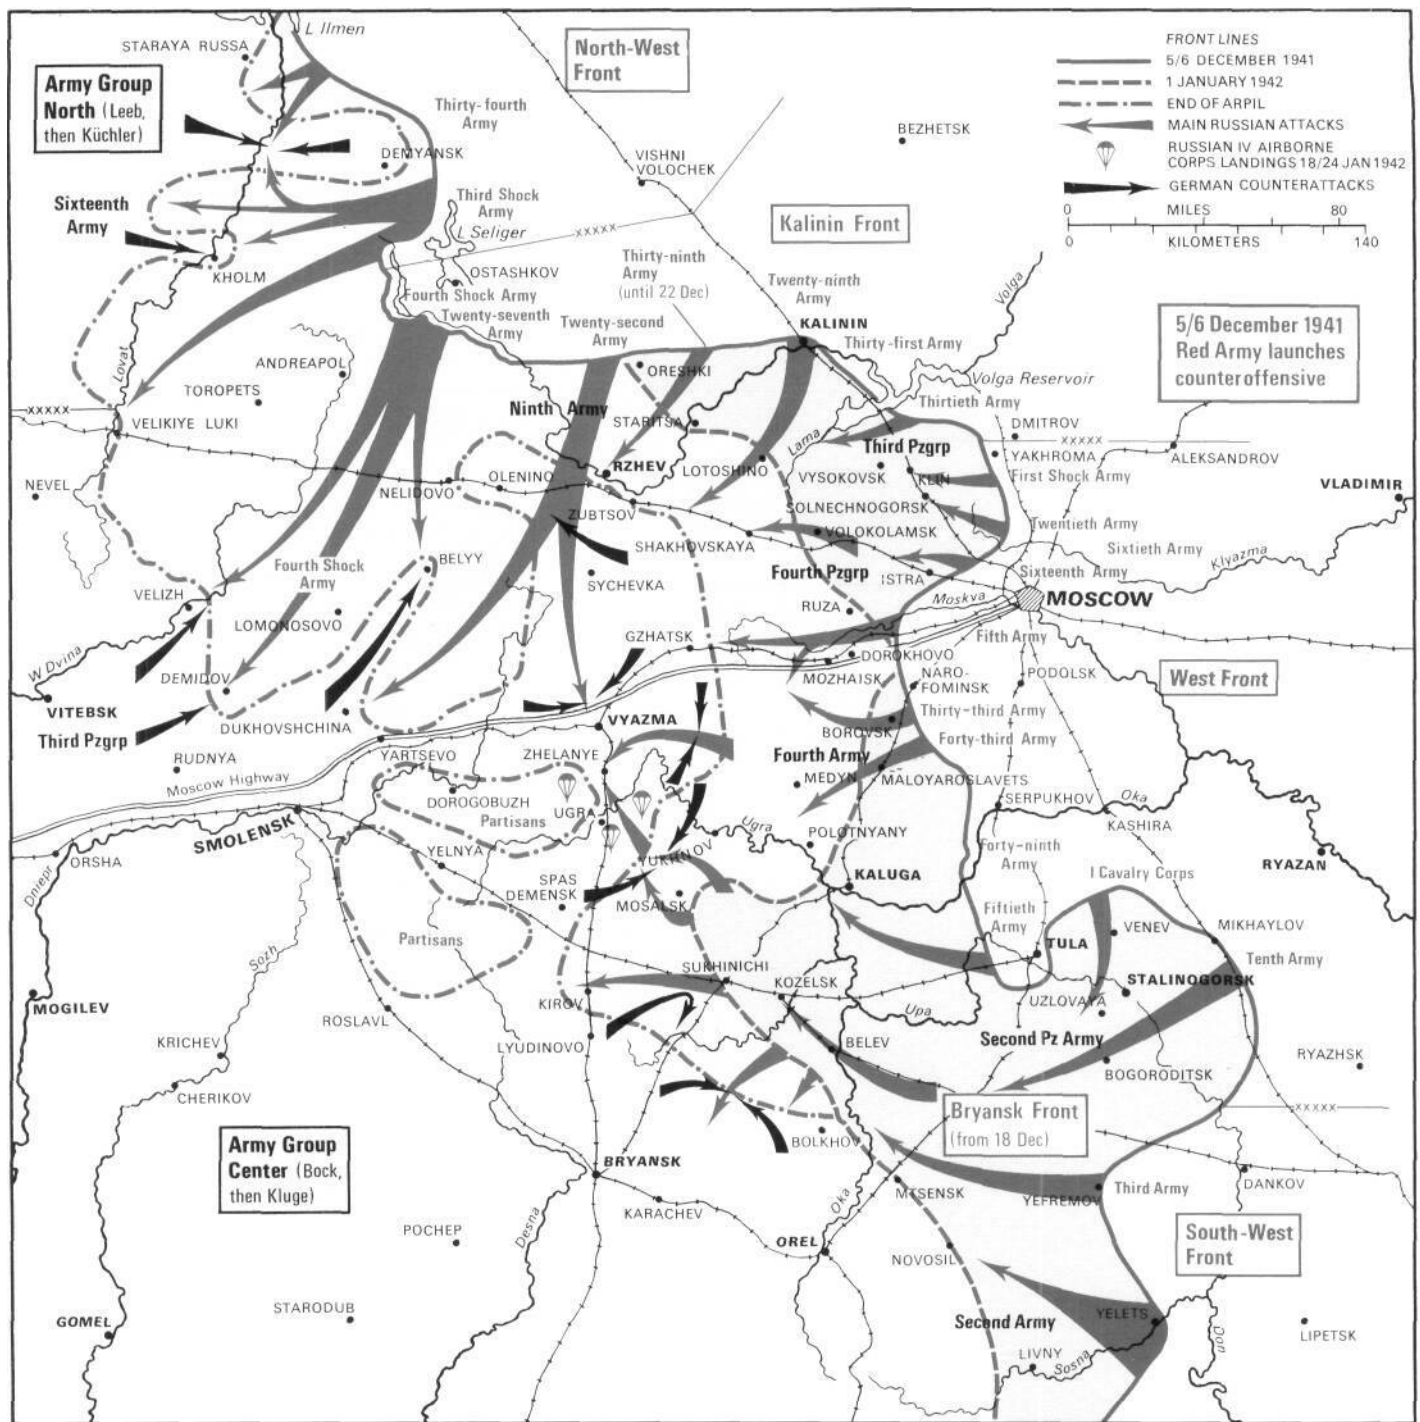 L Ilmen
STARAYA RUSSA
North-West
Front
FRONT LINES
5/6 DECEMBER 1941
1 JANUARY 1942
END OF ARPIL
MAIN RUSSIAN ATTACKS
RUSSIAN IV AIRBORNE
CORPS LANDINGS 18/24 JAN 1942
GERMAN COUNTERATTACKS
0 MILES 80
0 KILOMETERS 140
Army Group
North (Leeb,
then Küchler)
Thirty-fourth
Army
DEMYANSK
BEZHETSK
VISHNI
VOLOCHEK
Sixteenth
Army
Third Shock
Army
L Seliger
xxxxx
Kalinin Front
KHOLM
OSTASHKOV
Thirty-ninth
Army
(until 22 Dec)
Twenty-ninth
Army
Volga
Fourth Shock Army
Twenty-seventh
Army
Twenty-second
Army
KALININ
Thirty-first Army
5/6 December 1941
Red Army launches
counteroffensive
Lovat
ANDREAPOL
TOROPETS
ORESHKI
Volga Reservoir
Thirtieth Army
xxxxx
VELIKIYE LUKI
Ninth Army
STARITSA
Lama
Third Pzgrp
DMITROV
xxxxx
YAKHROMA
ALEKSANDROV
First Shock Army
NEVEL
NELIDOVO
OLENINO
RZHEV
LOTOSHINO
VYSOKOVSK
KLIN
VLADIMIR
SOLNECHNOGORSK
ZUBTSOV
VOLOKOLAMSK
Twentieth Army
SHAKHOVSKAYA
Sixtieth Army
Klyazma
BELYY
Fourth Shock
Army
SYCHEVKA
Fourth Pzgrp
ISTRA
Sixteenth Army
VELIZH
LOMONOSOVO
RUZA
Moskva
MOSCOW
W Dvina
GZHATSK
Fifth Army
DOROKHOVO
DEMIDOV
MOZHAISK
NARO-
FOMINSK
PODOLSK
West Front
VITEBSK
Third Pzgrp
DUKHOVSHCHINA
VYAZMA
Thirty-third Army
BOROVSK
RUDNYA
YARTSEVO
ZHELANYE
Fourth Army
Forty-third Army
Moscow Highway
MEDYN
MALOYAROSLAVETS
DOROGOBUZH
Partisans
UGRA
SERPUKHOV
Oka
SMOLENSK
Ugra
POLOTNYANY
KASHIRA
ORSHA
YELNYA
YUKHNOV
Forty-ninth
Army
RYAZAN
Dniepr
SPAS
DEMENSK
MOSALSK
KALUGA
I Cavalry Corps
Fiftieth
Army
VENEV
MIKHAYLOV
Partisans
TULA
Sozh
SUKHINICHI
KOZELSK
STALINOGORSK
Tenth Army
MOGILEV
KIROV
UZLOVAYA
Upa
ROSLAVL
Second Pz Army
KRICHEV
LYUDINOVO
BELEV
RYAZHSK
BOGORODITSK
CHERIKOV
Bryansk Front
(from 18 Dec)
xxxxx
Army Group
Center (Bock,
then Kluge)
BOLKHOV
BRYANSK
MTSENSK
YEFREMOV
Third Army
DANKOV
KARACHEV
Oka
POCHEP
Desna
OREL
NOVOSIL
South-West
Front
STARODUB
GOMEL
Second Army
YELETS
LIPETSK
LIVNY
Sosna
Don